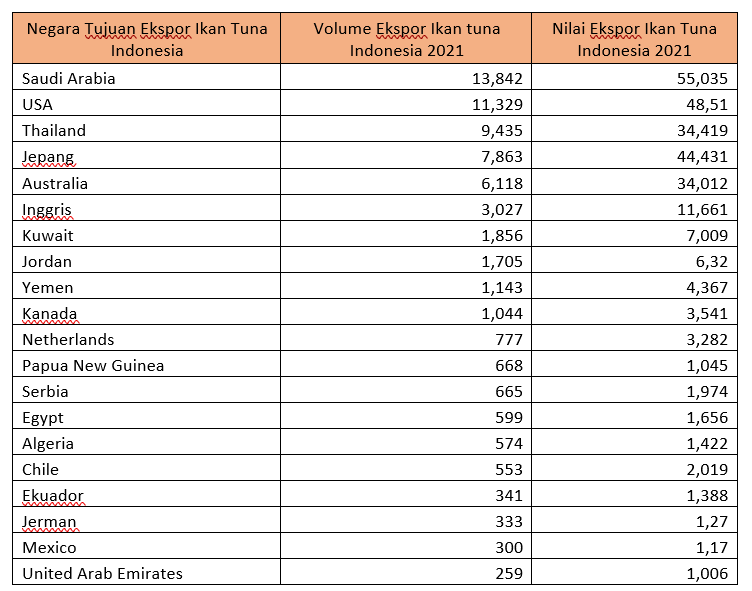 Negara Tujuan Ekspor Ikan Tuna Indonesia Volume Ekspor Ikan tuna Indonesia 2021 Nilai Ekspor Ikan Tuna Indonesia 2021
Saudi Arabia 13,842 55,035
USA 11,329 48,51
Thailand 9,435 34,419
Jepang 7,863 44,431
Australia 6,118 34,012
Inggris 3,027 11,661
Kuwait 1,856 7,009
Jordan 1,705 6,32
Yemen 1,143 4,367
Kanada 1,044 3,541
Netherlands 777 3,282
Papua New Guinea 668 1,045
Serbia 665 1,974
Egypt 599 1,656
Algeria 574 1,422
Chile 553 2,019
Ekuador 341 1,388
Jerman 333 1,27
Mexico 300 1,17
United Arab Emirates 259 1,006